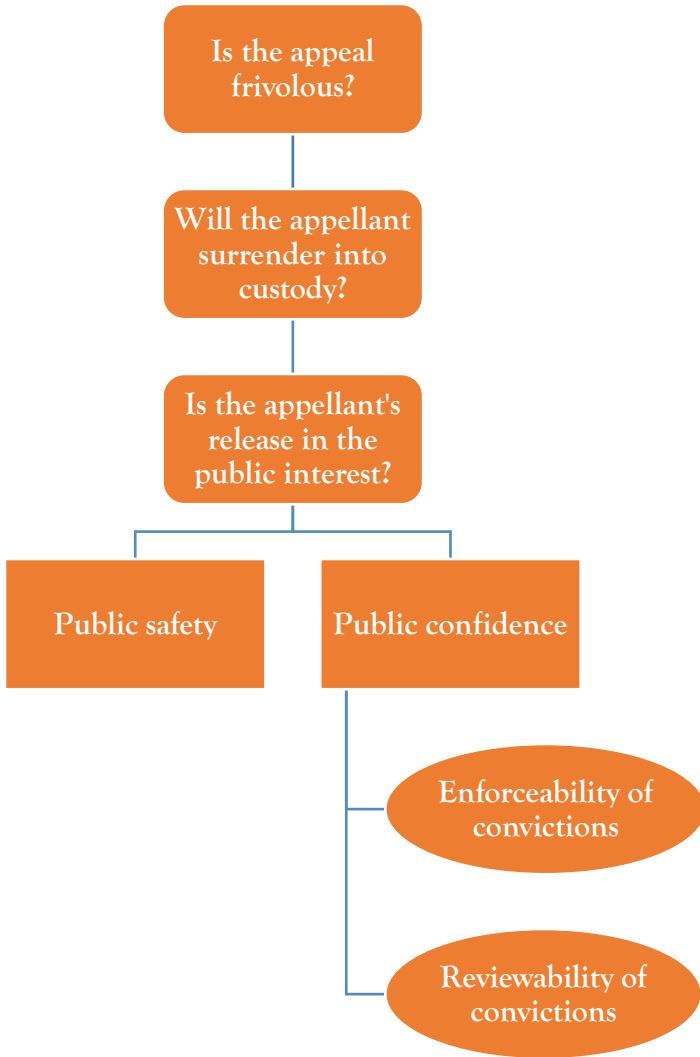 Is the appeal
frivolous?
Will the appellant
surrender into
custody?
Is the appellant's
release in the
public interest?
Public safety
Public confidence
Enforceability of
convictions
Reviewability of
convictions